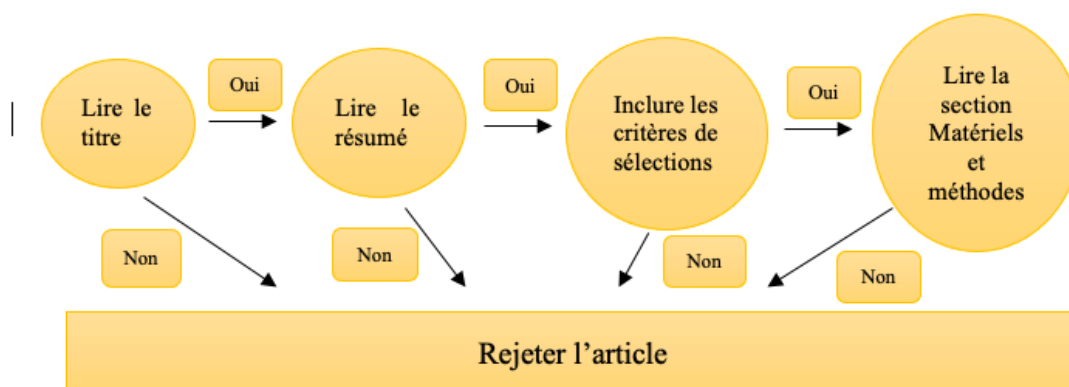 Lire le
titre
Oui
Lire le
résumé
Oui
Inclure les
critères de
sélections
Oui
Lire la
section
Matériels
et
méthodes
Non
Non
Non
Non
Rejeter l’article